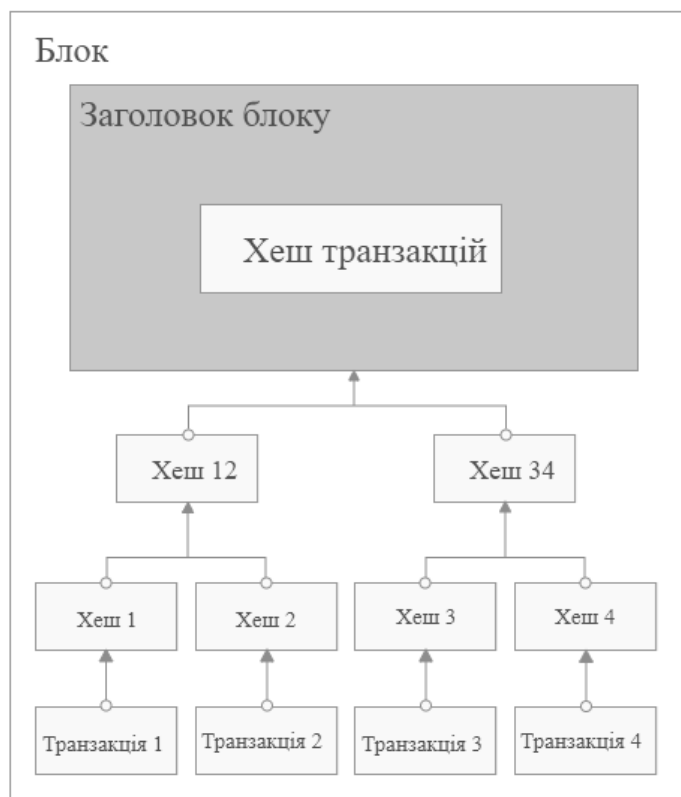 Блок
Заголовок блоку
Хеш транзакцій
Хеш 12
Хеш 34
Хеш 1
Хеш 2
Хеш 3
Хеш 4
Транзакція 1
Транзакція 2
Транзакція 3
Транзакція 4